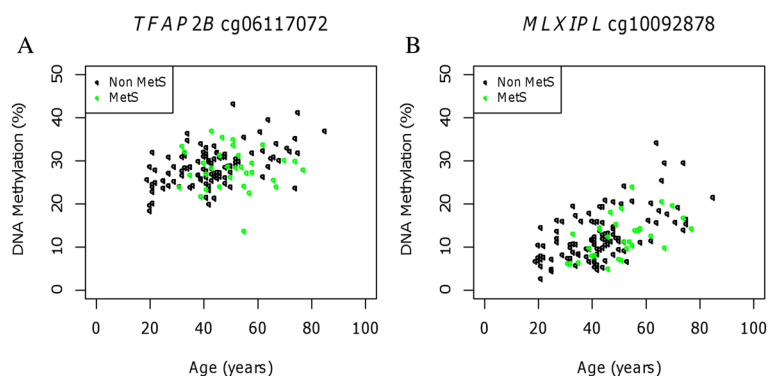 TFAP2B cg06117072
A
Non MetS
MetS
DNA Methylation (%)
50
40
30
20
10
0
0 20 40 60 80 100
Age (years)
MLXIPL cg10092878
B
Non MetS
MetS
DNA Methylation (%)
50
40
30
20
10
0
0 20 40 60 80 100
Age (years)